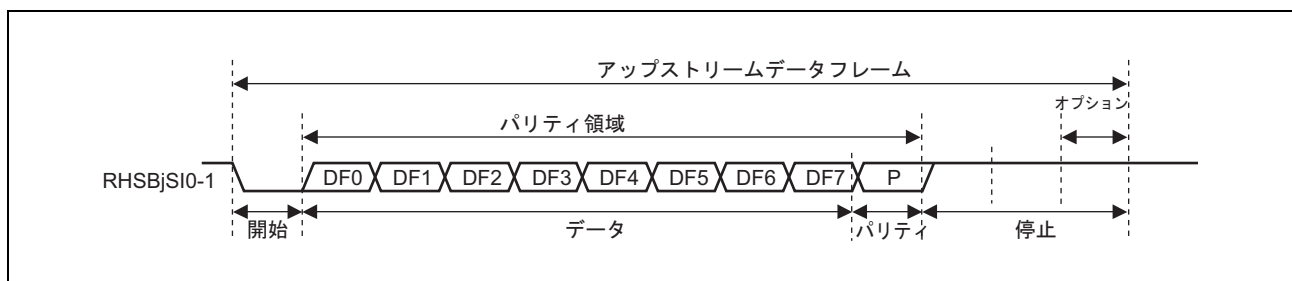 アップストリームデータフレーム
オプション
パリティ領域
RHSBjSI0-1
DF0 DF1 DF2 DF3 DF4 DF5 DF6 DF7 P
開始 データ パリティ 停止